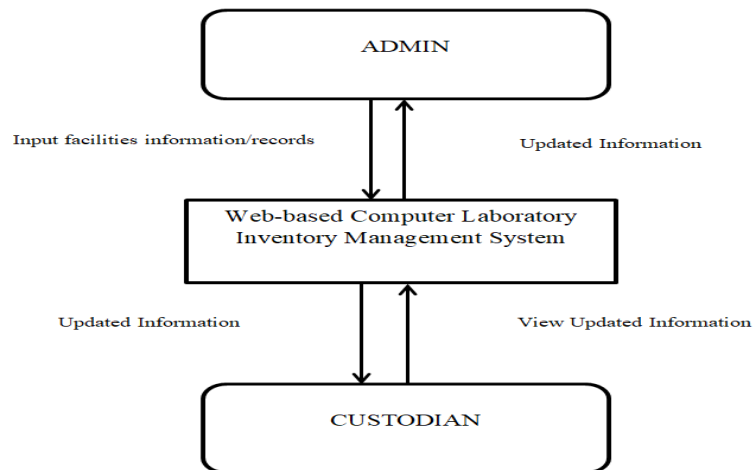 ADMIN
Input facilities information/records
Updated Information
Web-based Computer Laboratory
Inventory Management System
Updated Information
View Updated Information
CUSTODIAN